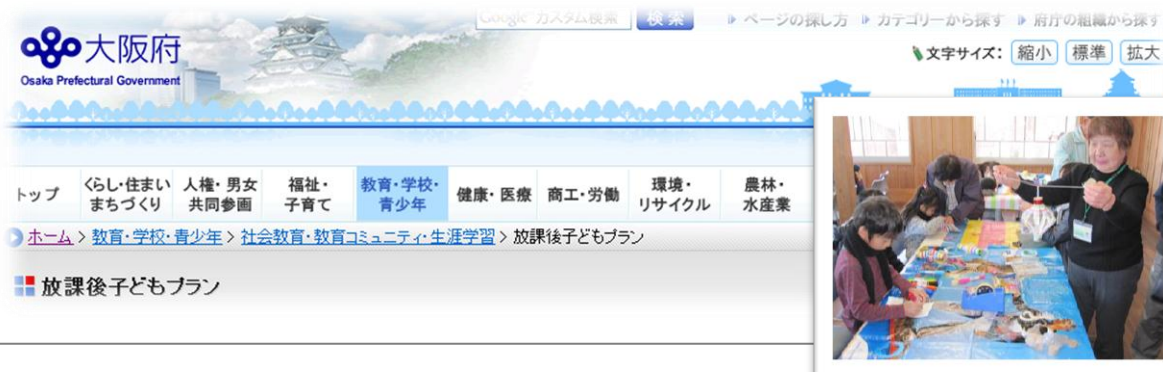 Google カスタム検索 検索 ページの探し方 カテゴリーから探す 府庁の組織から探す
大阪府
Osaka Prefectural Government
文字サイズ: 縮小 標準 拡大
トップ
くらし・住まい
まちづくり
人権・男女
共同参画
福祉・
子育て
教育・学校・
青少年
健康・医療
商工・労働
環境・
リサイクル
農林・
水産業
ホーム > 教育・学校・青少年 > 社会教育・教育コミュニティ・生涯学習 > 放課後子どもプラン
放課後子どもプラン